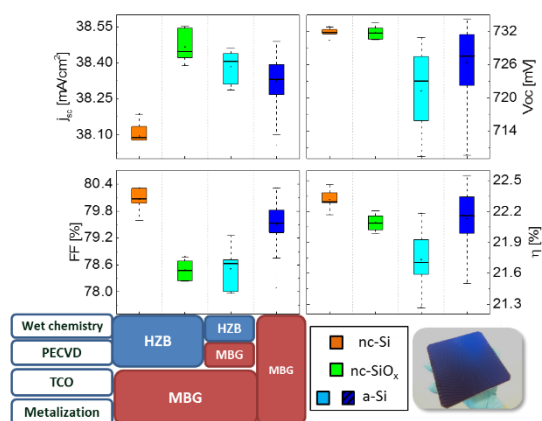 38.55
38.40
38.25
38.10
jsc [mA/cm²]
732
726
720
714
Voc [mV]
80.4
79.8
79.2
78.6
78.0
FF [%]
22.5
22.2
21.9
21.6
21.3
η [%]
Wet chemistry
PECVD
TCO
Metalization
HZB
HZB
MBG
MBG
MBG
nc-Si
nc-SiOx
a-Si